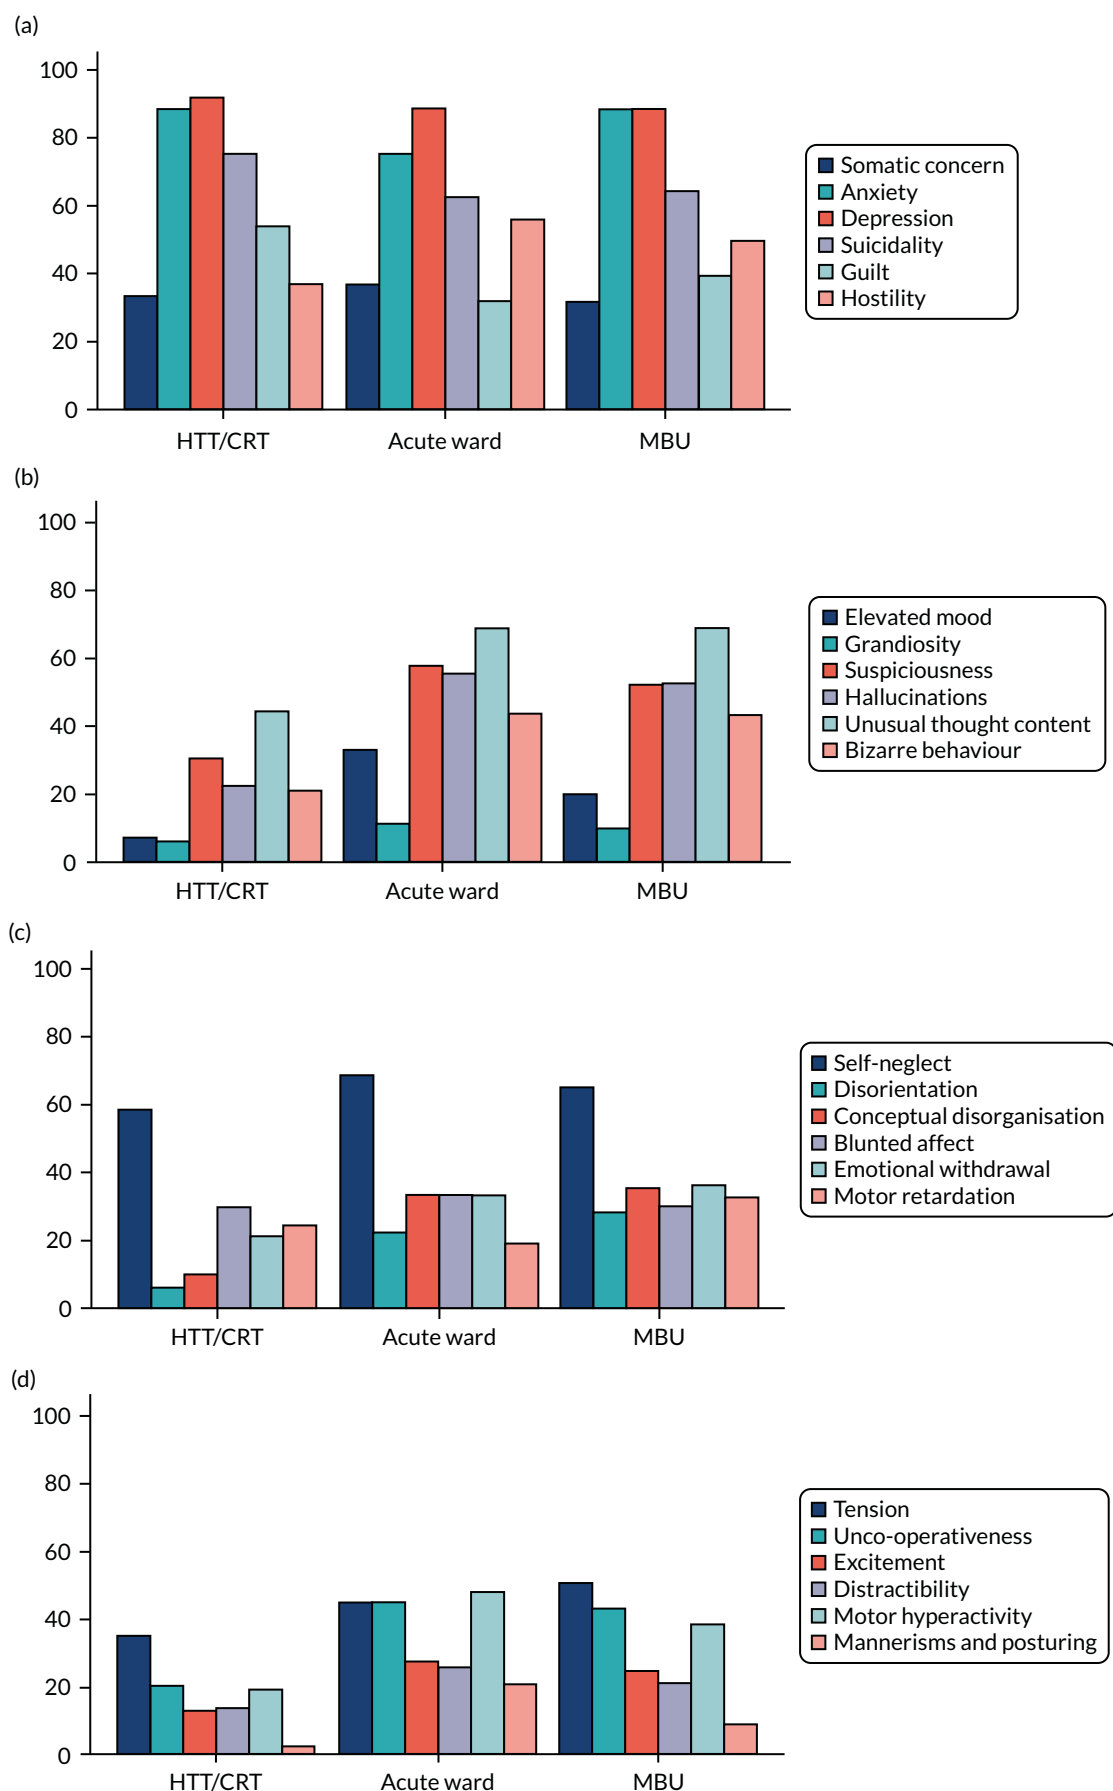 (a)
100
80
60
40
20
0
HTT/CRT
Acute ward
MBU
Somatic concern
Anxiety
Depression
Suicidality
Guilt
Hostility
(b)
100
80
60
40
20
0
HTT/CRT
Acute ward
MBU
Elevated mood
Grandiosity
Suspiciousness
Hallucinations
Unusual thought content
Bizarre behaviour
(c)
100
80
60
40
20
0
HTT/CRT
Acute ward
MBU
Self-neglect
Disorientation
Conceptual disorganisation
Blunted affect
Emotional withdrawal
Motor retardation
(d)
100
80
60
40
20
0
HTT/CRT
Acute ward
MBU
Tension
Unco-operativeness
Excitement
Distractibility
Motor hyperactivity
Mannerisms and posturing